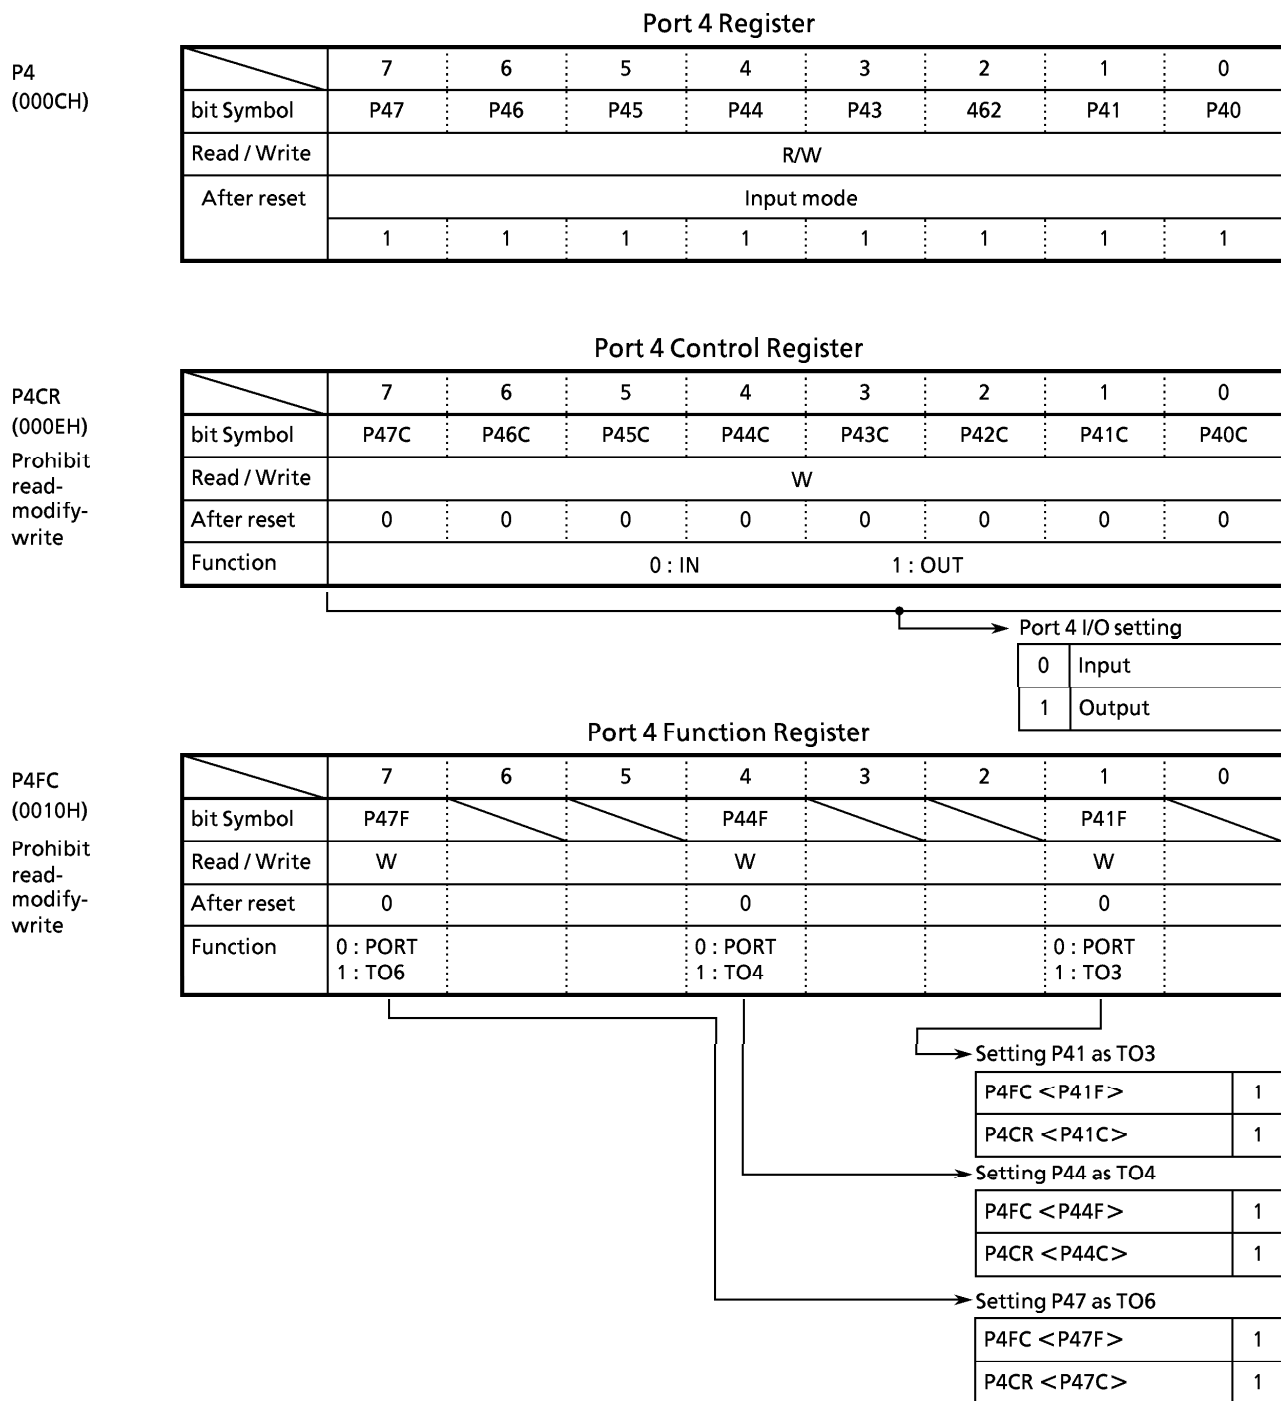 Port 4 Register
P4
(000CH)
7 6 5 4 3 2 1 0
bit Symbol P47 P46 P45 P44 P43 462 P41 P40
Read / Write R/W
After reset Input mode
1 1 1 1 1 1 1 1
Port 4 Control Register
P4CR
(000EH)
Prohibit
read-
modify-
write
7 6 5 4 3 2 1 0
bit Symbol P47C P46C P45C P44C P43C P42C P41C P40C
Read / Write W
After reset 0 0 0 0 0 0 0 0
Function 0 : IN 1 : OUT
Port 4 I/O setting
0 Input
1 Output
Port 4 Function Register
P4FC
(0010H)
Prohibit
read-
modify-
write
7 6 5 4 3 2 1 0
bit Symbol P47F P44F P41F
Read / Write W W W
After reset 0 0 0
Function 0 : PORT 0 : PORT 0 : PORT
1 : TO6 1 : TO4 1 : TO3
Setting P41 as TO3
P4FC <P41F> 1
P4CR <P41C> 1
Setting P44 as TO4
P4FC <P44F> 1
P4CR <P44C> 1
Setting P47 as TO6
P4FC <P47F> 1
P4CR <P47C> 1